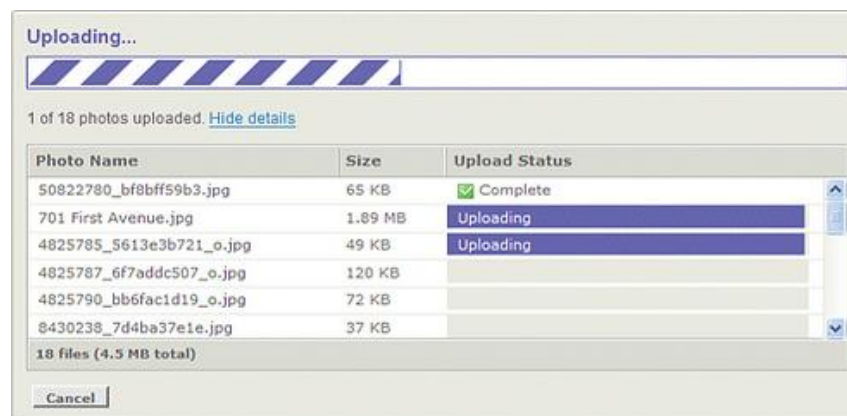 Uploading...
1 of 18 photos uploaded. Hide details
Photo Name Size Upload Status
50822780_bf8bff59b3.jpg 65 KB Complete
701 First Avenue.jpg 1.89 MB Uploading
4825785_5613e3b721_o.jpg 49 KB Uploading
4825787_6f7addc507_o.jpg 120 KB
4825790_bb6fac1d19_o.jpg 72 KB
8430238_7d4ba37e1e.jpg 37 KB
18 files (4.5 MB total)
Cancel